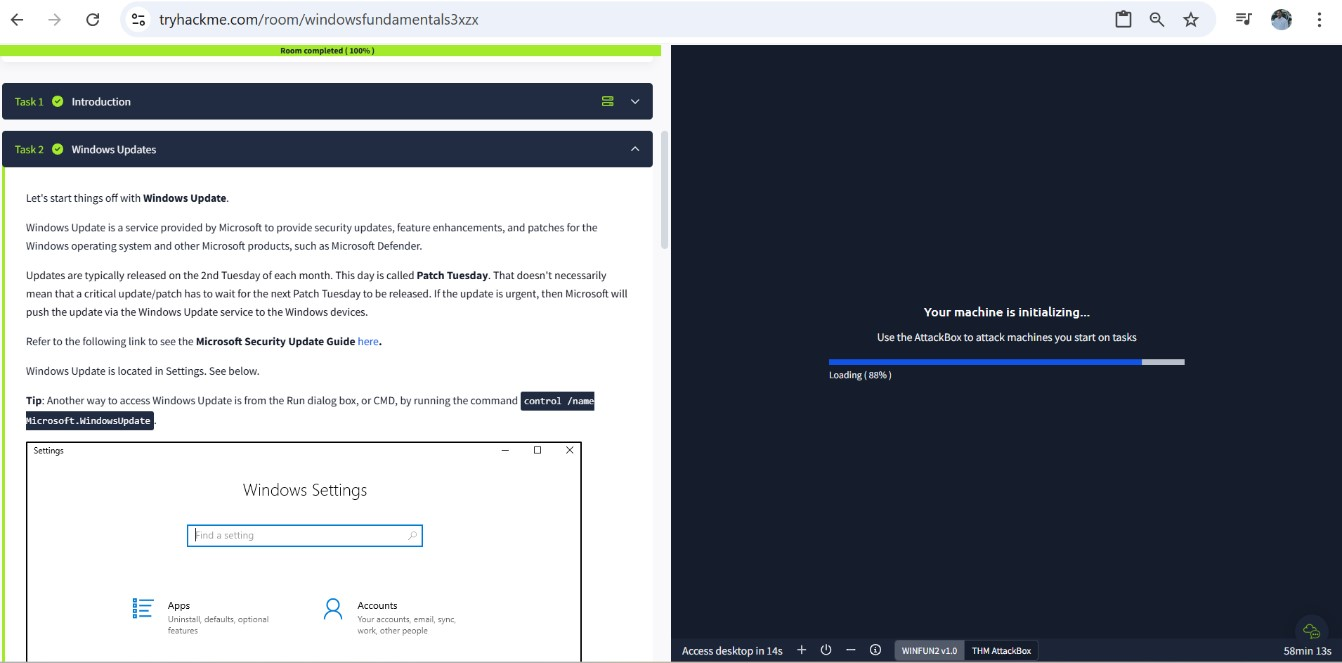 tryhackme.com/room/windowsfundamentals3xzx
Room completed ( 100% )
Task 1 Introduction
Task 2 Windows Updates
Let's start things off with Windows Update.
Windows Update is a service provided by Microsoft to provide security updates, feature enhancements, and patches for the
Windows operating system and other Microsoft products, such as Microsoft Defender.
Updates are typically released on the 2nd Tuesday of each month. This day is called Patch Tuesday. That doesn't necessarily
mean that a critical update/patch has to wait for the next Patch Tuesday to be released. If the update is urgent, then Microsoft will
push the update via the Windows Update service to the Windows devices.
Refer to the following link to see the Microsoft Security Update Guide here.
Windows Update is located in Settings. See below.
Tip: Another way to access Windows Update is from the Run dialog box, or CMD, by running the command control /name
Microsoft.WindowsUpdate.
Settings
Windows Settings
Find a setting
Apps
Uninstall, defaults, optional
features
Accounts
Your accounts, email, sync,
work, other people
Your machine is initializing...
Use the AttackBox to attack machines you start on tasks
Loading ( 88% )
Access desktop in 14s
WINFUN2 v1.0
THM AttackBox
58min 13s